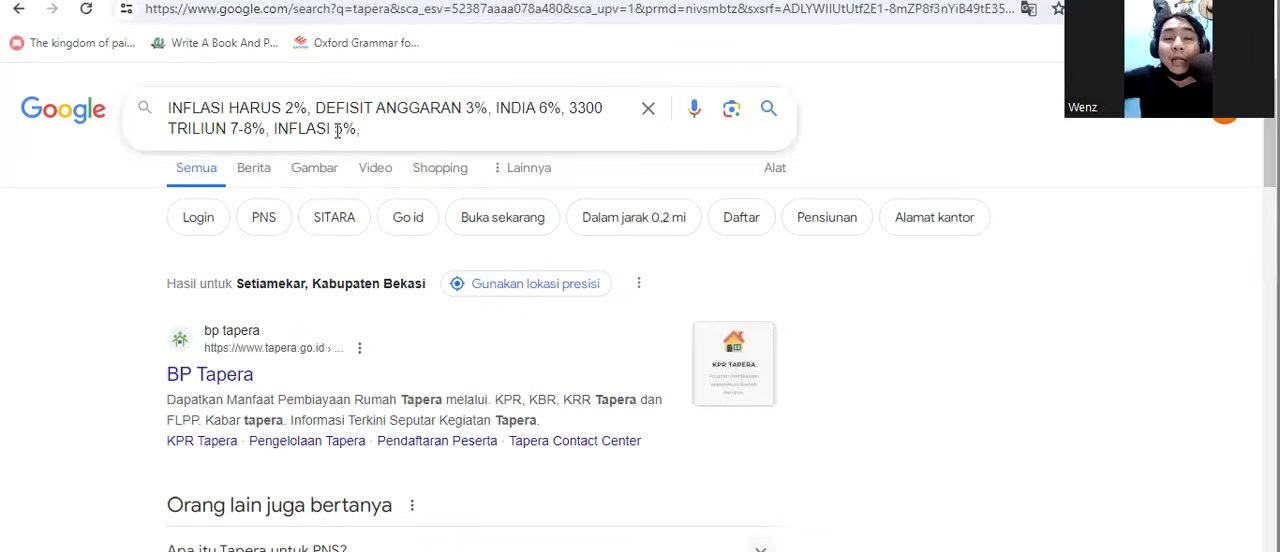 https://www.google.com/search?q=tapera&sca_esv=52387aaaa078a480&sca_upv=1&prmd=nivsmbtz&sxsrf=ADLYWIIUtUtf2E1-8mZP8f3nYiB49tE35...
The kingdom of pai...
Write A Book And P...
Oxford Grammar fo...
Wenz
Google
INFLASI HARUS 2%, DEFISIT ANGGARAN 3%, INDIA 6%, 3300
TRILIUN 7-8%, INFLASI 5%,
Semua
Berita
Gambar
Video
Shopping
Lainnya
Alat
Login
PNS
SITARA
Go id
Buka sekarang
Dalam jarak 0,2 mi
Daftar
Pensiunan
Alamat kantor
Hasil untuk Setiamekar, Kabupaten Bekasi
Gunakan lokasi presisi
bp tapera
https://www.tapera.go.id › ...
BP Tapera
Dapatkan Manfaat Pembiayaan Rumah Tapera melalui. KPR, KBR, KRR Tapera dan
FLPP. Kabar tapera. Informasi Terkini Seputar Kegiatan Tapera.
KPR Tapera · Pengelolaan Tapera · Pendaftaran Peserta · Tapera Contact Center
KPR TAPERA
Orang lain juga bertanya
Apa itu Tapera untuk PNS?